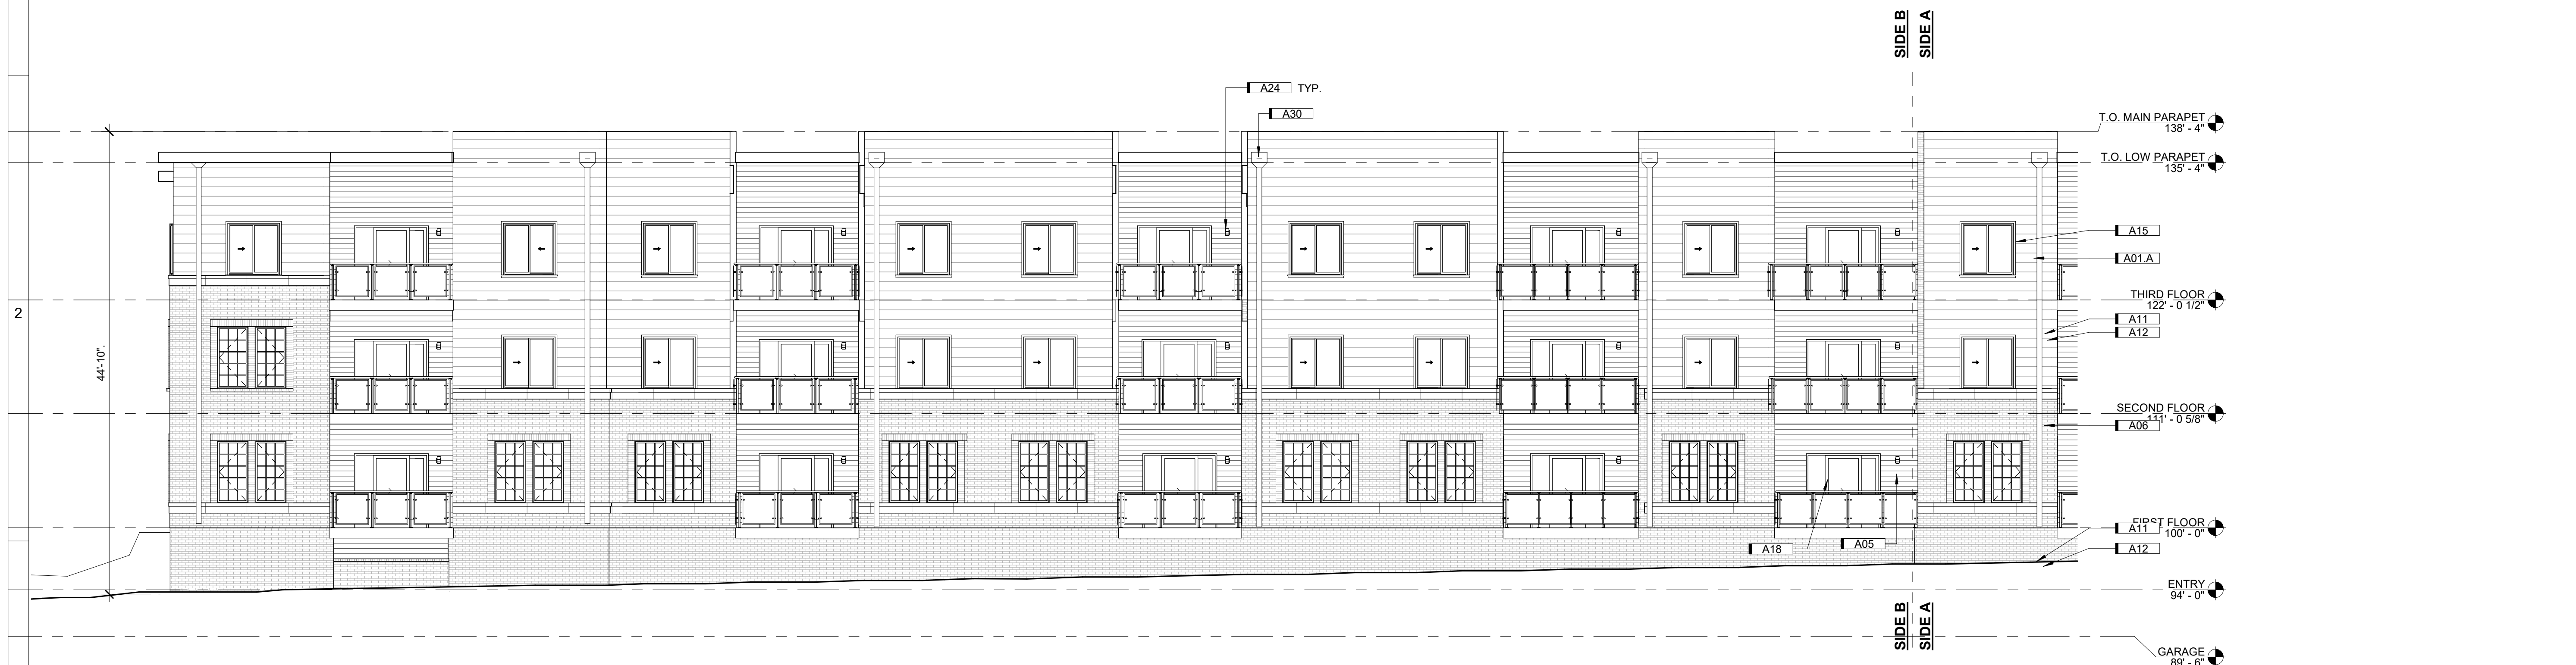 SIDE B
SIDE A
A24 TYP.
A30
T.O. MAIN PARAPET
138' - 4"
T.O. LOW PARAPET
135' - 4"
A15
A01.A
THIRD FLOOR
122' - 0 1/2"
2
A11
A12
44'-10".
SECOND FLOOR
111' - 0 5/8"
A06
FIRST FLOOR
A11
100' - 0"
A18
A05
A12
ENTRY
94' - 0"
SIDE B
SIDE A
GARAGE
89' - 6"